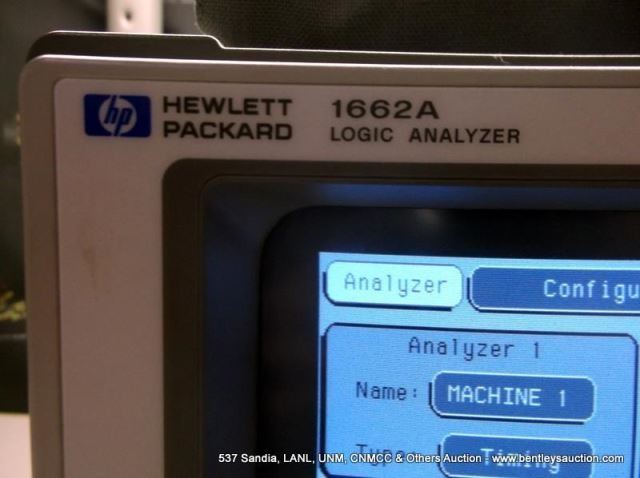 hp HEWLETT PACKARD
1662A
LOGIC ANALYZER
Analyzer Configu
Analyzer 1
Name: MACHINE 1
Type: Timing
537 Sandia, LANL, UNM, CNMCC & Others Auction www.bentleysauction.com